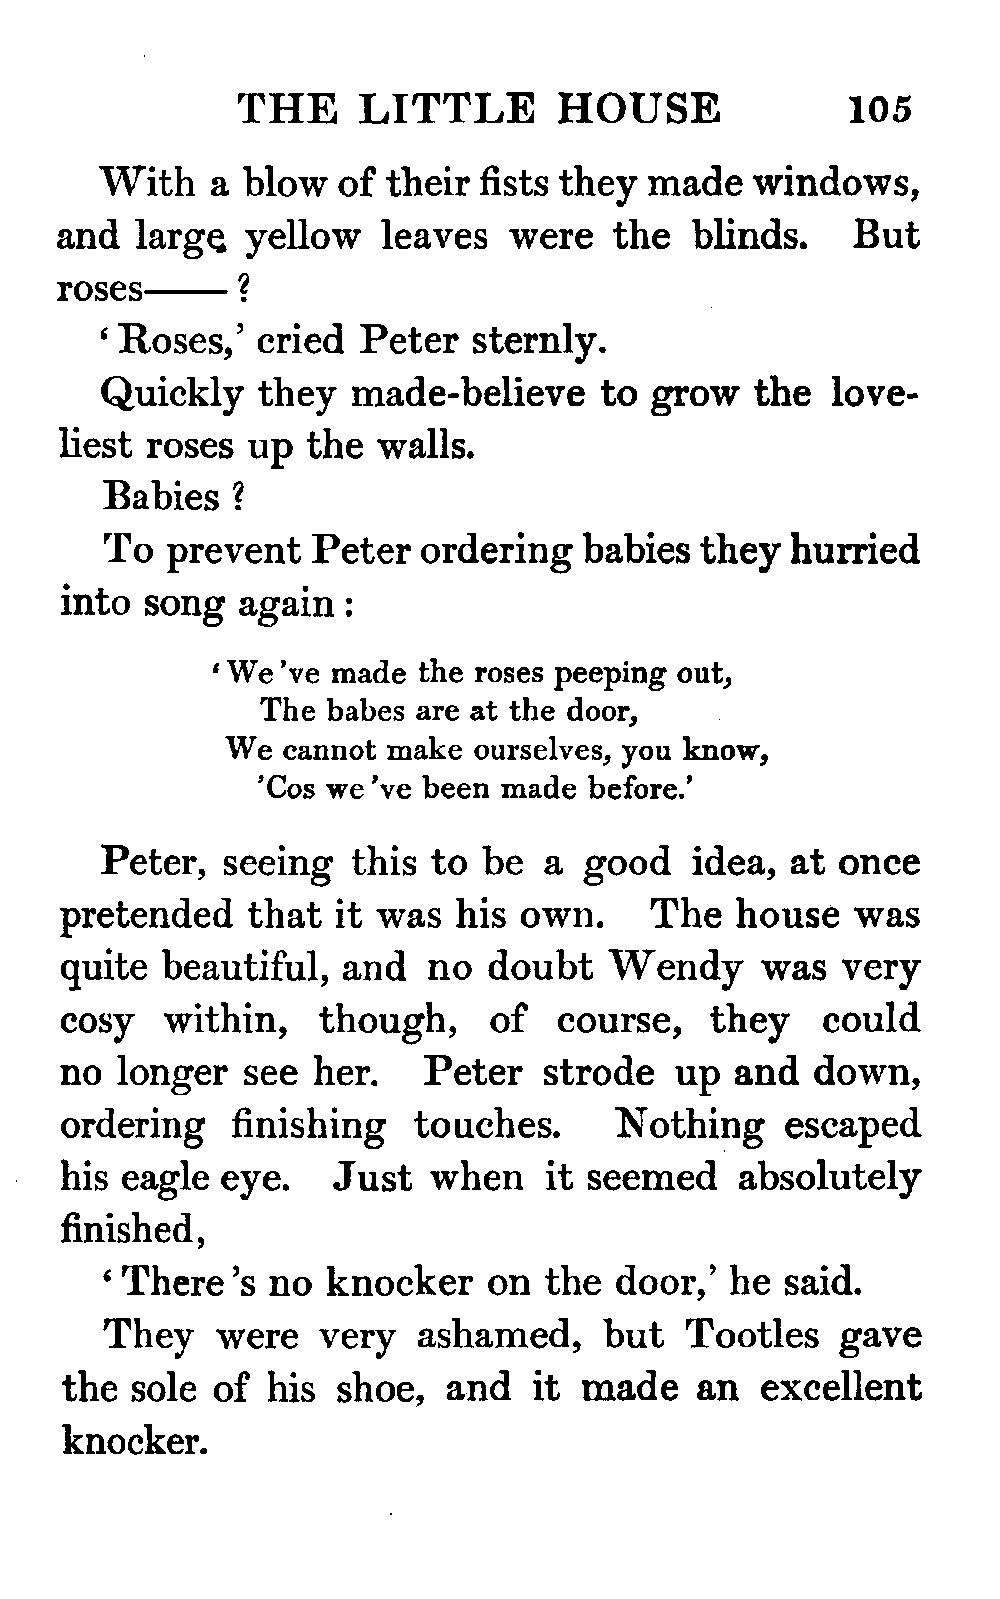 THE LITTLE HOUSE 105
With a blow of their fists they made windows,
and large yellow leaves were the blinds. But
roses——?
‘Roses,’ cried Peter sternly.
Quickly they made-believe to grow the love-
liest roses up the walls.
Babies?
To prevent Peter ordering babies they hurried
into song again:
‘We’ve made the roses peeping out,
The babes are at the door,
We cannot make ourselves, you know,
’Cos we’ve been made before.’
Peter, seeing this to be a good idea, at once
pretended that it was his own. The house was
quite beautiful, and no doubt Wendy was very
cosy within, though, of course, they could
no longer see her. Peter strode up and down,
ordering finishing touches. Nothing escaped
his eagle eye. Just when it seemed absolutely
finished,
‘There’s no knocker on the door,’ he said.
They were very ashamed, but Tootles gave
the sole of his shoe, and it made an excellent
knocker.